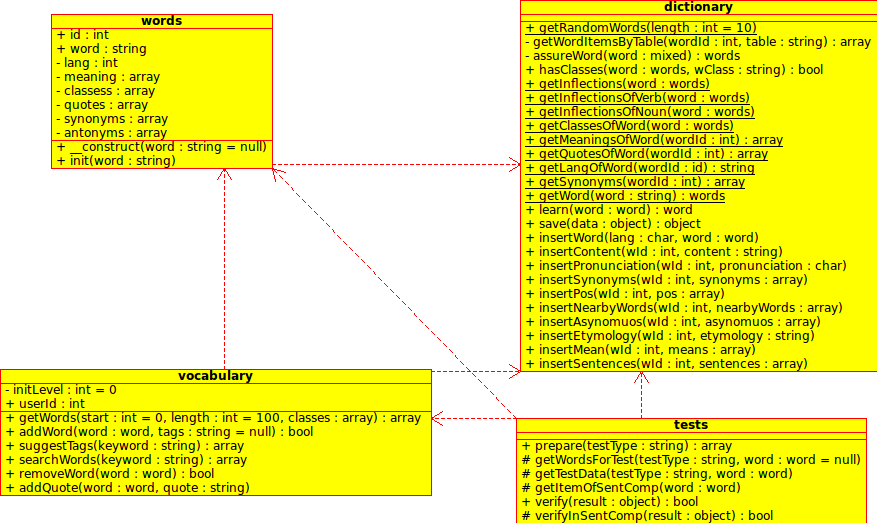 words
+ id : int
+ word : string
- lang : int
- meaning : array
- classess : array
- quotes : array
- synonyms : array
- antonyms : array
+ __construct(word : string = null)
+ init(word : string)
dictionary
+ getRandomWords(length : int = 10)
- getWordItemsByTable(wordId : int, table : string) : array
- assureWord(word : mixed) : words
+ hasClasses(word : words, wClass : string) : bool
+ getInflections(word : words)
+ getInflectionsOfVerb(word : words)
+ getInflectionsOfNoun(word : words)
+ getClassesOfWord(word : words)
+ getMeaningsOfWord(wordId : int) : array
+ getQuotesOfWord(wordId : int) : array
+ getLangOfWord(wordId : id) : string
+ getSynonyms(wordId : int) : array
+ getWord(word : string) : words
+ learn(word : word) : word
+ save(data : object) : object
+ insertWord(lang : char, word : word)
+ insertContent(wId : int, content : string)
+ insertPronunciation(wId : int, pronunciation : char)
+ insertSynonyms(wId : int, synonyms : array)
+ insertPos(wId : int, pos : array)
+ insertNearbyWords(wId : int, nearbyWords : array)
+ insertAsynomuos(wId : int, asynomuos : array)
+ insertEtymology(wId : int, etymology : string)
+ insertMean(wId : int, means : array)
+ insertSentences(wId : int, sentences : array)
vocabulary
- initLevel : int = 0
+ userId : int
+ getWords(start : int = 0, length : int = 100, classes : array) : array
+ addWord(word : word, tags : string = null) : bool
+ suggestTags(keyword : string) : array
+ searchWords(keyword : string) : array
+ removeWord(word : word) : bool
+ addQuote(word : word, quote : string)
tests
+ prepare(testType : string) : array
# getWordsForTest(testType : string, word : word = null)
# getTestData(testType : string, word : word)
# getItemOfSentComp(word : word)
+ verify(result : object) : bool
# verifyInSentComp(result : object) : bool